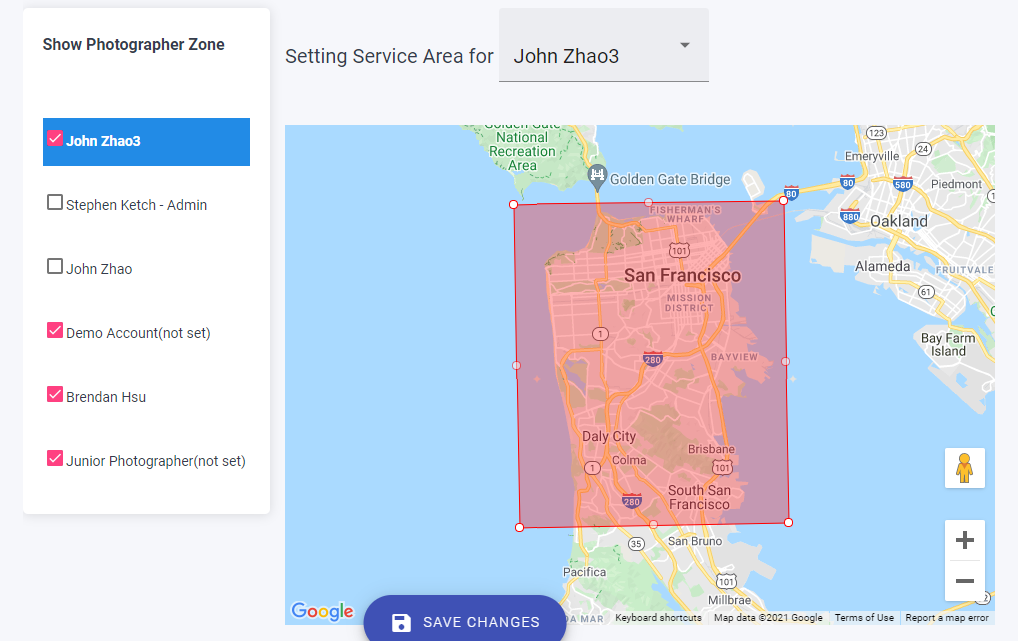 Show Photographer Zone
John Zhao3
Stephen Ketch - Admin
John Zhao
Demo Account(not set)
Brendan Hsu
Junior Photographer(not set)
Setting Service Area for
John Zhao3
Golden Gate
National
Recreation
Area
Golden Gate Bridge
FISHERMAN'S
WHARF
101
San Francisco
MISSION
DISTRICT
1
280
BAYVIEW
Daly City
Colma
1
Brisbane
101
280
South San
Francisco
35
San Bruno
Pacifica
101
Millbrae
123
24
Emeryville
80
80
580
Piedmont
880
Oakland
Alameda
FRUITVALE
61
Bay Farm
Island
Google
SAVE CHANGES
Keyboard shortcuts
Map data ©2021 Google
Terms of Use
Report a map error